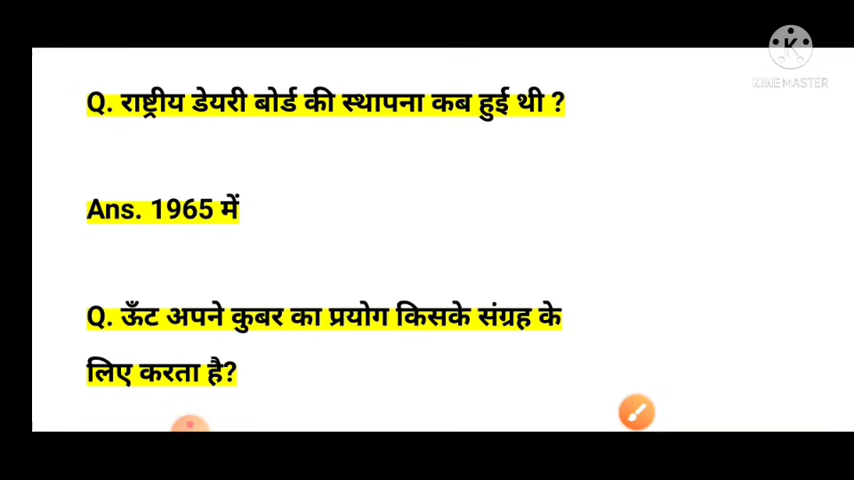 K
KINEMASTER
Q. राष्ट्रीय डेयरी बोर्ड की स्थापना कब हुई थी ?
Ans. 1965 में
Q. ऊँट अपने कुबर का प्रयोग किसके संग्रह के
लिए करता है?